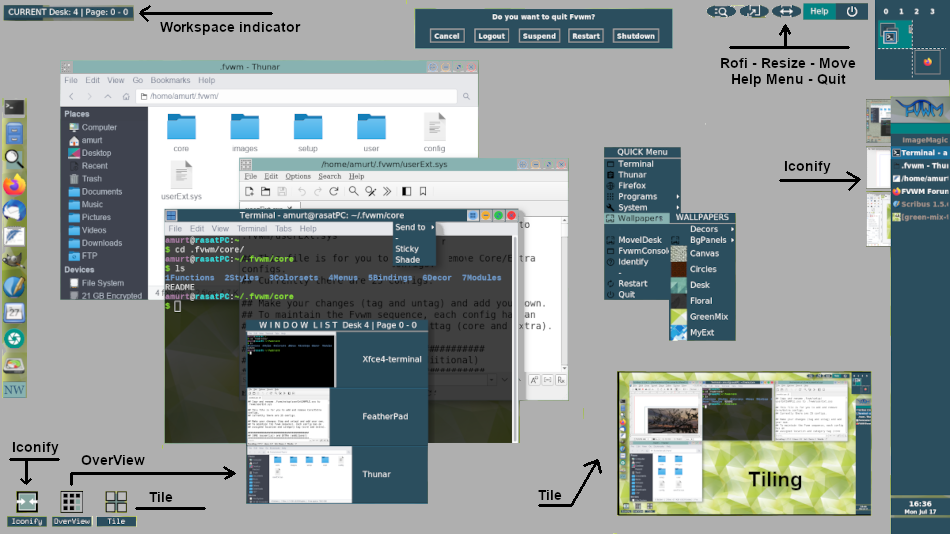 CURRENT Desk: 4 | Page: 0 - 0
Workspace indicator
Do you want to quit Fvwm?
Cancel Logout Suspend Restart Shutdown
Help
0 1 2 3
Rofi - Resize - Move
Help Menu - Quit
.fvwm - Thunar
File Edit View Go Bookmarks Help
/home/amurt/.fvwm/
Places
Computer
amurt
Desktop
Recent
Trash
Documents
Music
Pictures
Videos
Downloads
FTP
Devices
File System
21 GB Encrypted
core images setup user config
userExt.sys
/home/amurt/.fvwm/userExt.sys
File Edit Options Search Help
Terminal - amurt@rasatPC: ~/.fvwm/core
File Edit View Terminal Tabs Help
amurt@rasatPC:~
$ cd .fvwm/core/
amurt@rasatPC:~/.fvwm/core
$ ls
1Functions 2Styles 3Colorsets 4Menus 5Bindings 6Decor 7Modules
README
amurt@rasatPC:~/.fvwm/core
$
Send to
-
Sticky
Shade
## Make your changes (tag and untag) and add your own.
## To maintain the Fvwm sequence, each config has an
WINDOW LIST Desk 4 | Page 0 - 0
Xfce4-terminal
FeatherPad
Thunar
QUICK Menu
Terminal
Thunar
Firefox
Programs
System
Wallpapers
MovelDesk
FvwmConsole
Identify
-
Restart
Quit
WALLPAPERS
Decors
BgPanels
Canvas
Circles
Desk
Floral
GreenMix
MyExt
Iconify
FVWM
ImageMagic
Terminal - a
.fvwm - Thu
/home/amur
FVWM Forun
Scribus 1.5.
[green-mix-
Tiling
Tile
16:36
Mon Jul 17
NW
Iconify
OverView
Tile
Iconify OverView Tile